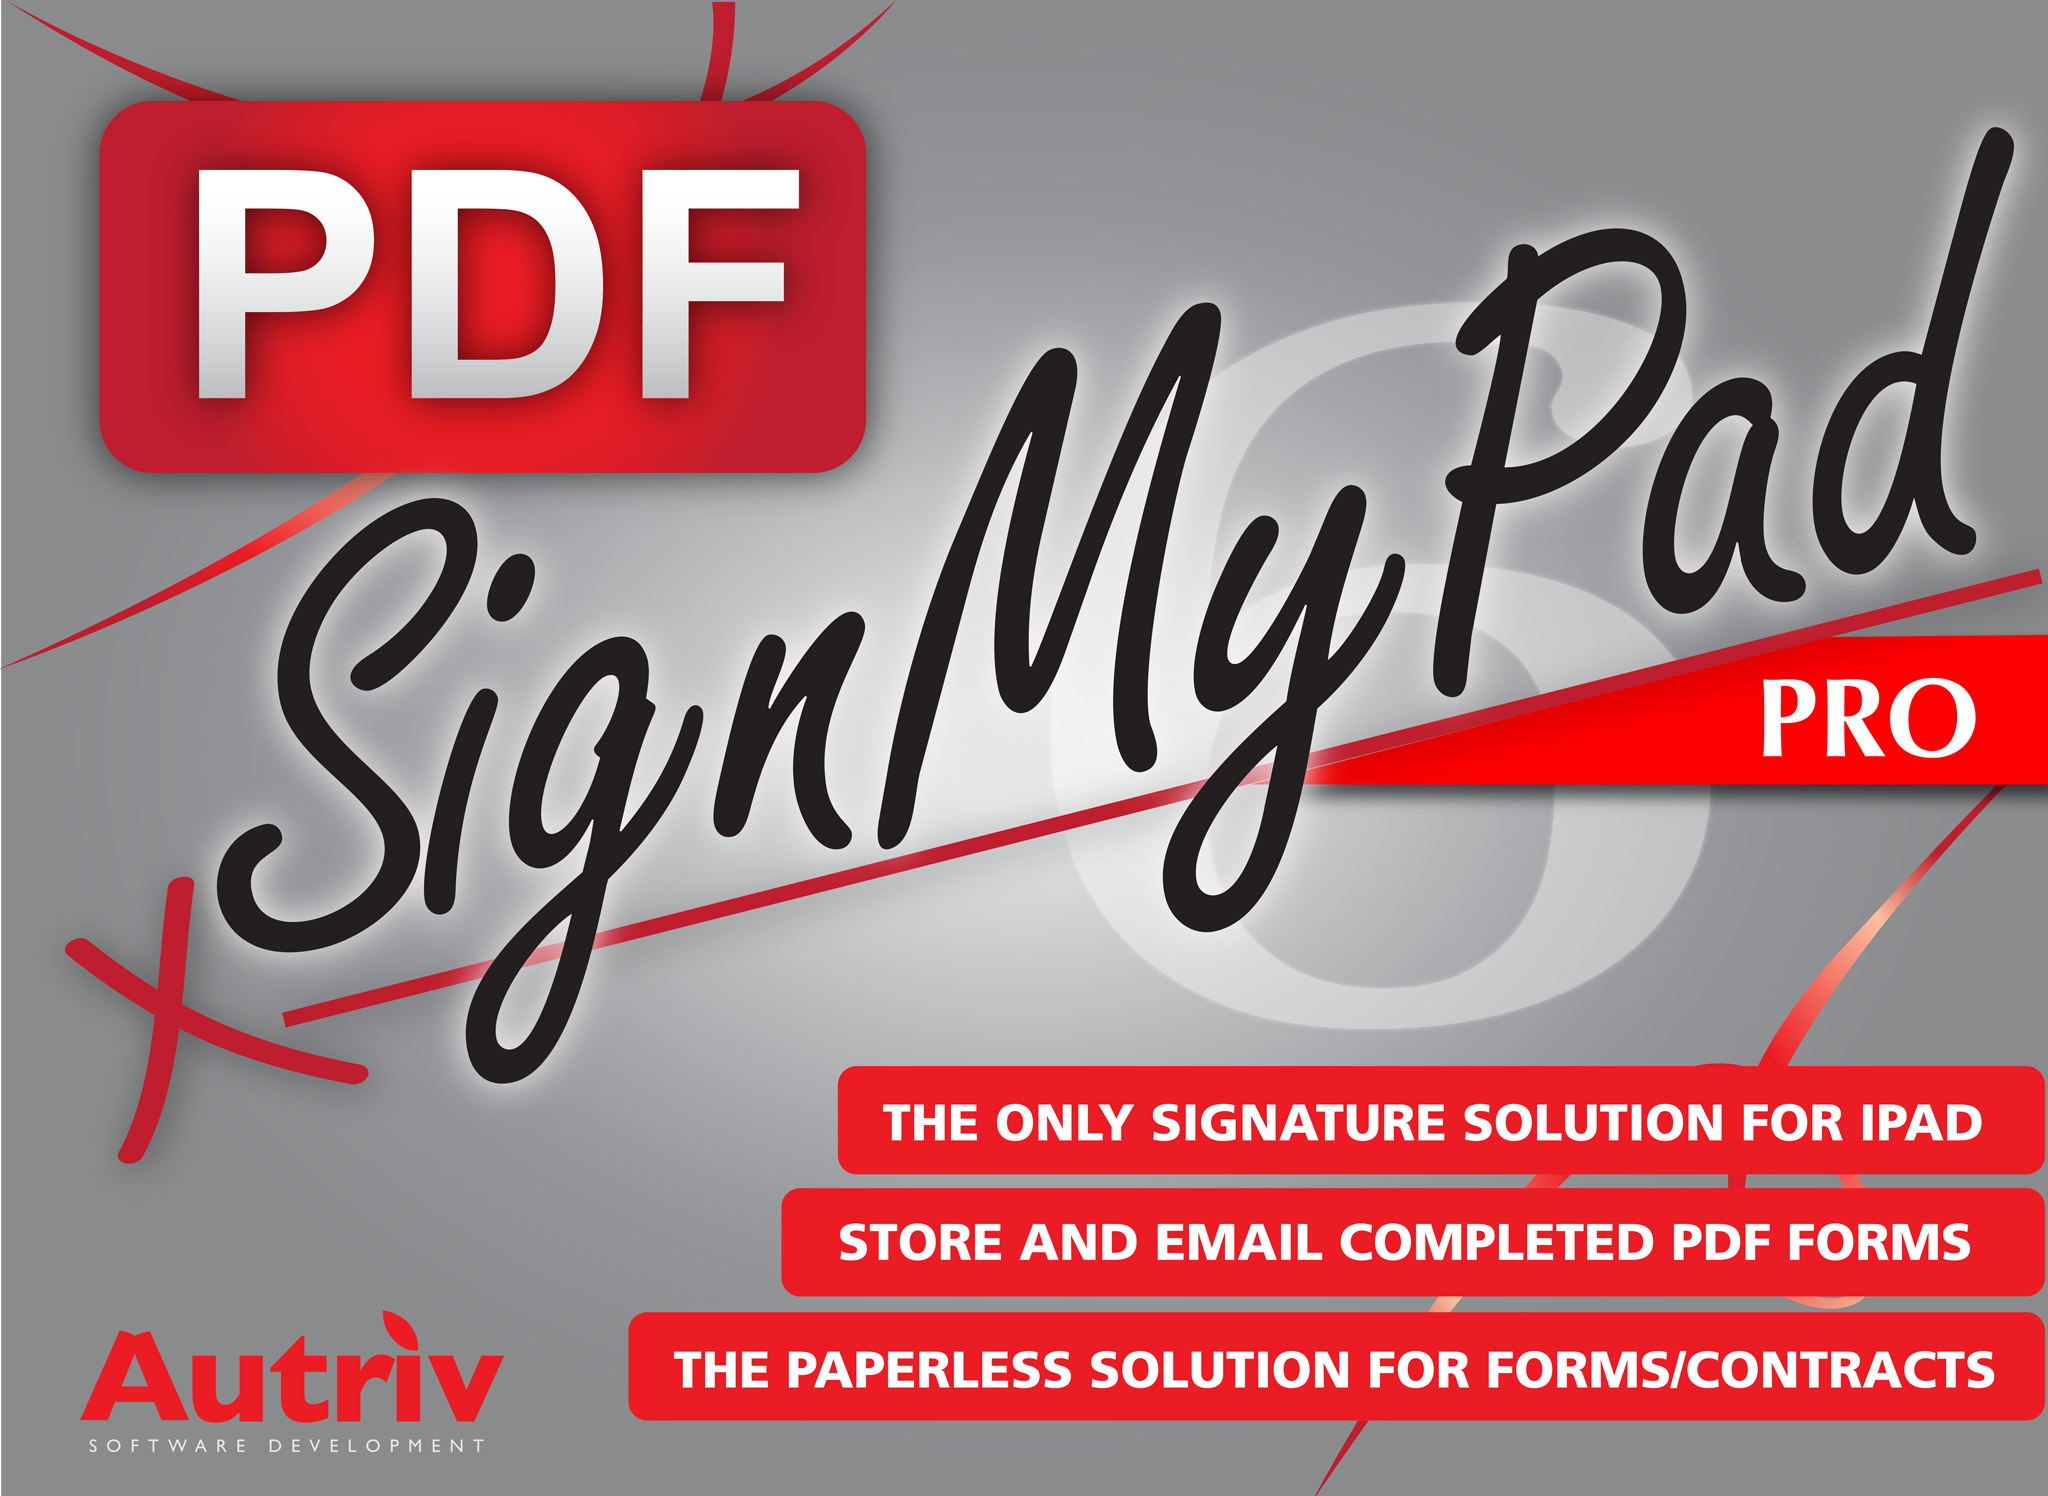 PDF
SignMyPad
6
PRO
X
THE ONLY SIGNATURE SOLUTION FOR IPAD
STORE AND EMAIL COMPLETED PDF FORMS
THE PAPERLESS SOLUTION FOR FORMS/CONTRACTS
Autriv
SOFTWARE DEVELOPMENT